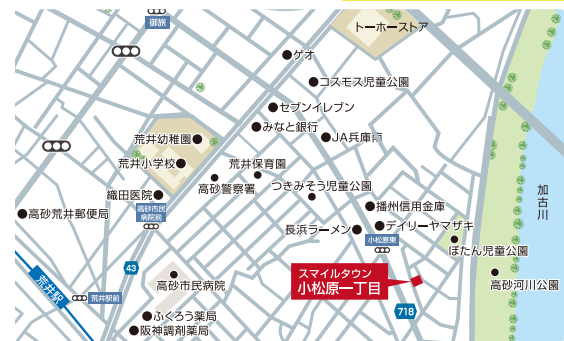 御旅
トーホーストア
ゲオ
コスモス児童公園
セブンイレブン
みなと銀行
JA兵庫南
荒井幼稚園
荒井小学校
荒井保育園
高砂警察署
つきみそう児童公園
織田医院
高砂市民
病院前
高砂荒井郵便局
播州信用金庫
デイリーヤマザキ
長浜ラーメン
小松原東
ぼたん児童公園
加古川
高砂河川公園
43
高砂市民病院
スマイルタウン
小松原一丁目
718
荒井駅
荒井駅前
ふくろう薬局
阪神調剤薬局